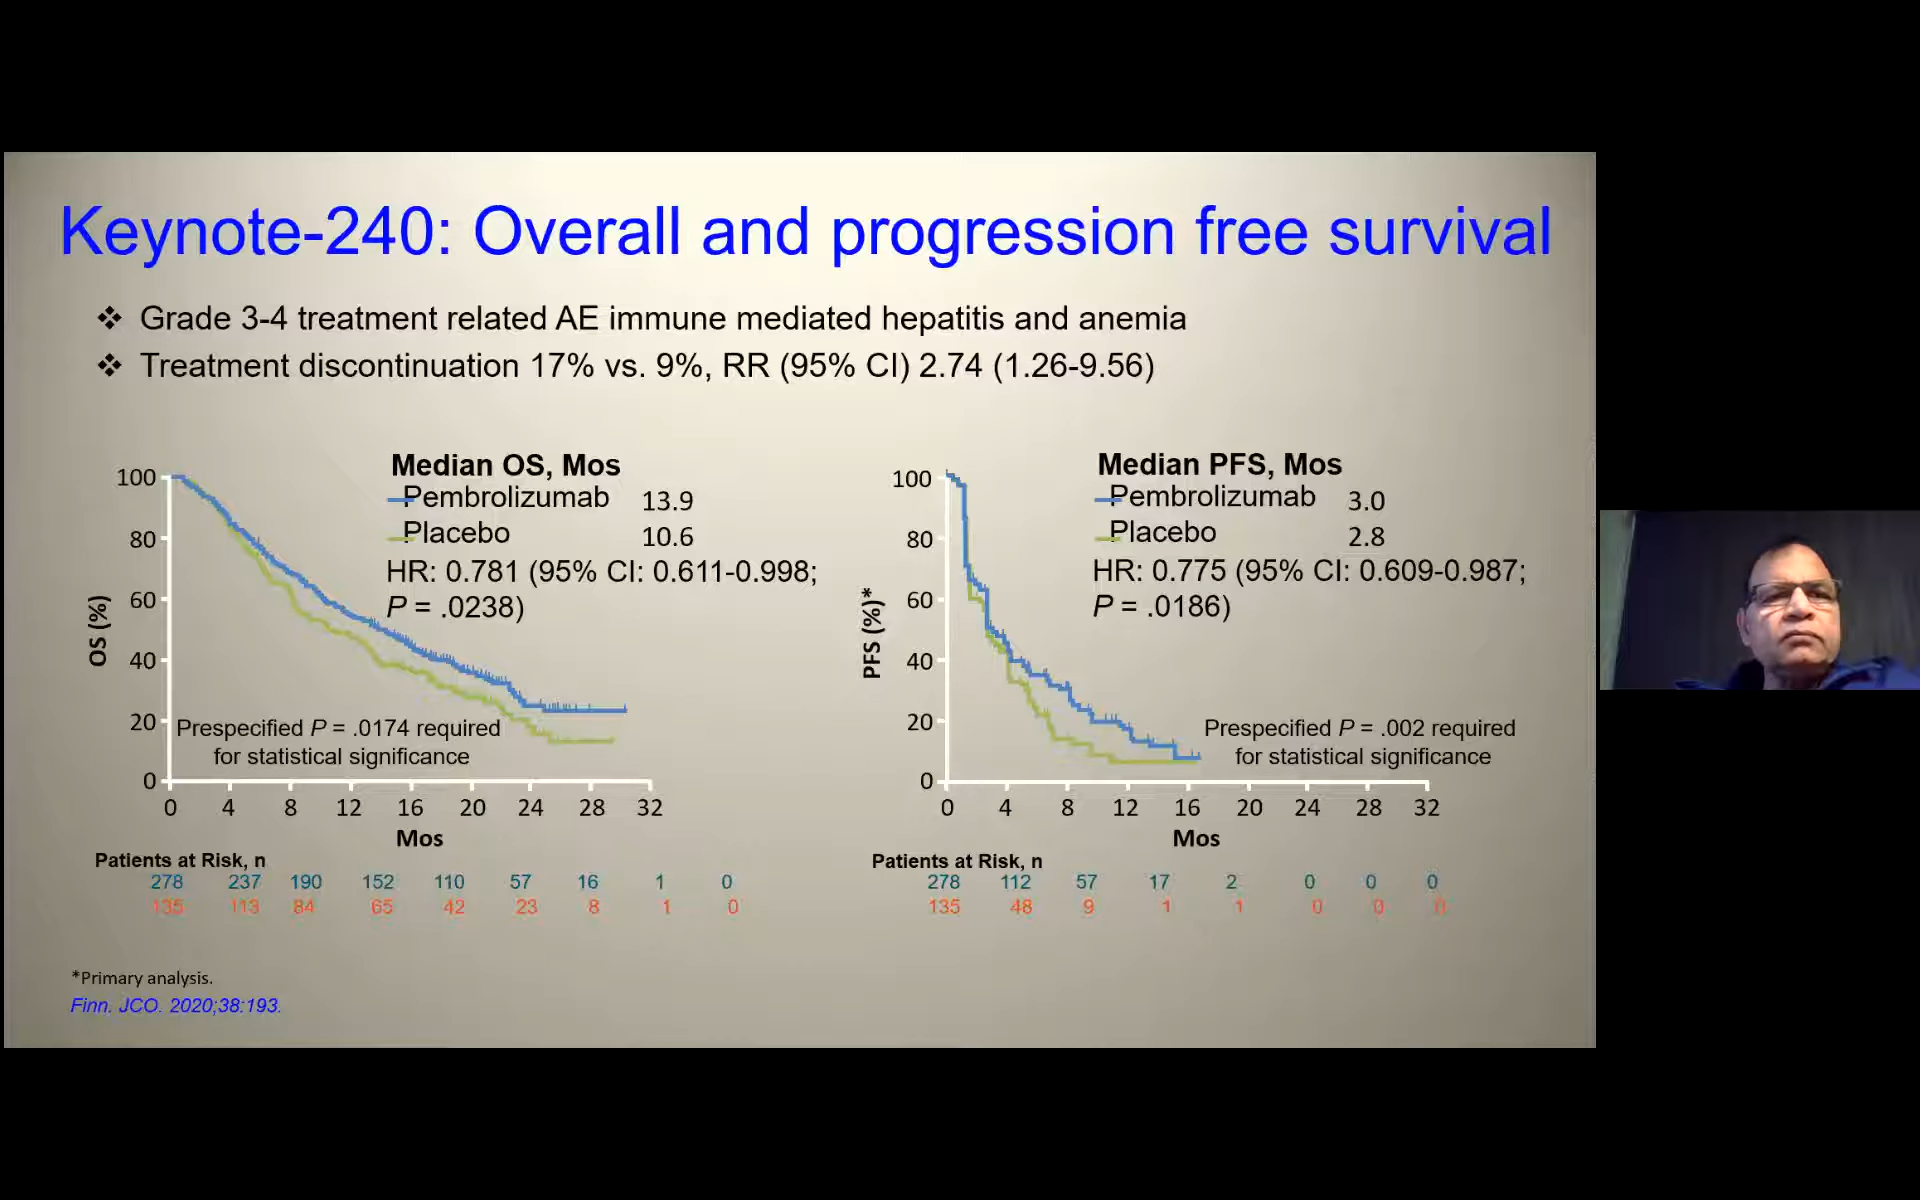 Keynote-240: Overall and progression free survival
❖ Grade 3-4 treatment related AE immune mediated hepatitis and anemia
❖ Treatment discontinuation 17% vs. 9%, RR (95% CI) 2.74 (1.26-9.56)
Median OS, Mos
Pembrolizumab 13.9
Placebo 10.6
HR: 0.781 (95% CI: 0.611-0.998;
P = .0238)
OS (%)
100
80
60
40
20
0
Prespecified P = .0174 required
for statistical significance
0 4 8 12 16 20 24 28 32
Mos
Patients at Risk, n
278 237 190 152 110 57 16 1 0
135 113 84 65 42 23 8 1 0
Median PFS, Mos
Pembrolizumab 3.0
Placebo 2.8
HR: 0.775 (95% CI: 0.609-0.987;
P = .0186)
PFS (%)*
100
80
60
40
20
0
Prespecified P = .002 required
for statistical significance
0 4 8 12 16 20 24 28 32
Mos
Patients at Risk, n
278 112 57 17 2 0 0 0
135 48 9 1 1 0 0 0
*Primary analysis.
Finn. JCO. 2020;38:193.